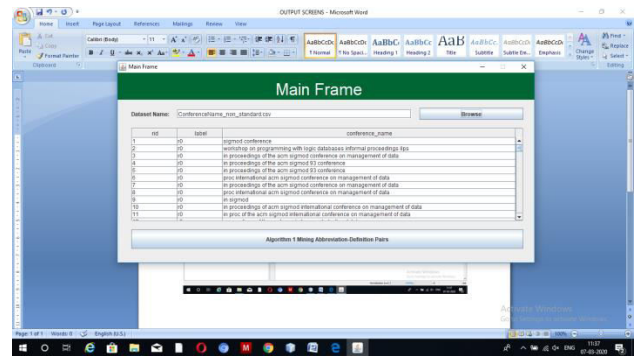 OUTPUT SCREENS - Microsoft Word
Home Insert Page Layout References Mailings Review View
Cut
Copy
Format Painter
Paste
Clipboard
Calibri (Body) 11
AaBbCcDc AaBbCcDc AaBbC AaBbCc AaB AaBbCc. AaBbCcDc AaBbCcDc
1 Normal 1 No Spaci... Heading 1 Heading 2 Title Subtitle Subtle Em... Emphasis
Change Styles
Find
Replace
Select
Editing
Main Frame
Main Frame
Dataset Name: ConferenceName_non_standard.csv Browse
rid label conference_name
1 r0 sigmod conference
2 r0 workshop on programming with logic databases informal proceedings ilps
3 r0 in proceedings of the acm sigmod conference on management of data
4 r0 in proceedings of the acm sigmod 93 conference
5 r0 in proceedings of the acm sigmod 93 conference
6 r0 proc international acm sigmod conference on management of data
7 r0 in proceedings of the acm sigmod conference on management of data
8 r0 proc international acm sigmod conference on management of data
9 r0 in sigmod
10 r0 in proceedings of acm sigmod international conference on management of data
11 r0 in proc of the acm sigmod international conference on management of data
Algorithm 1 Mining Abbreviation-Definition Pairs
Activate Windows
Page: 1 of 1 Words: 0 English (U.S.)
ENG 11:37
07-03-2020